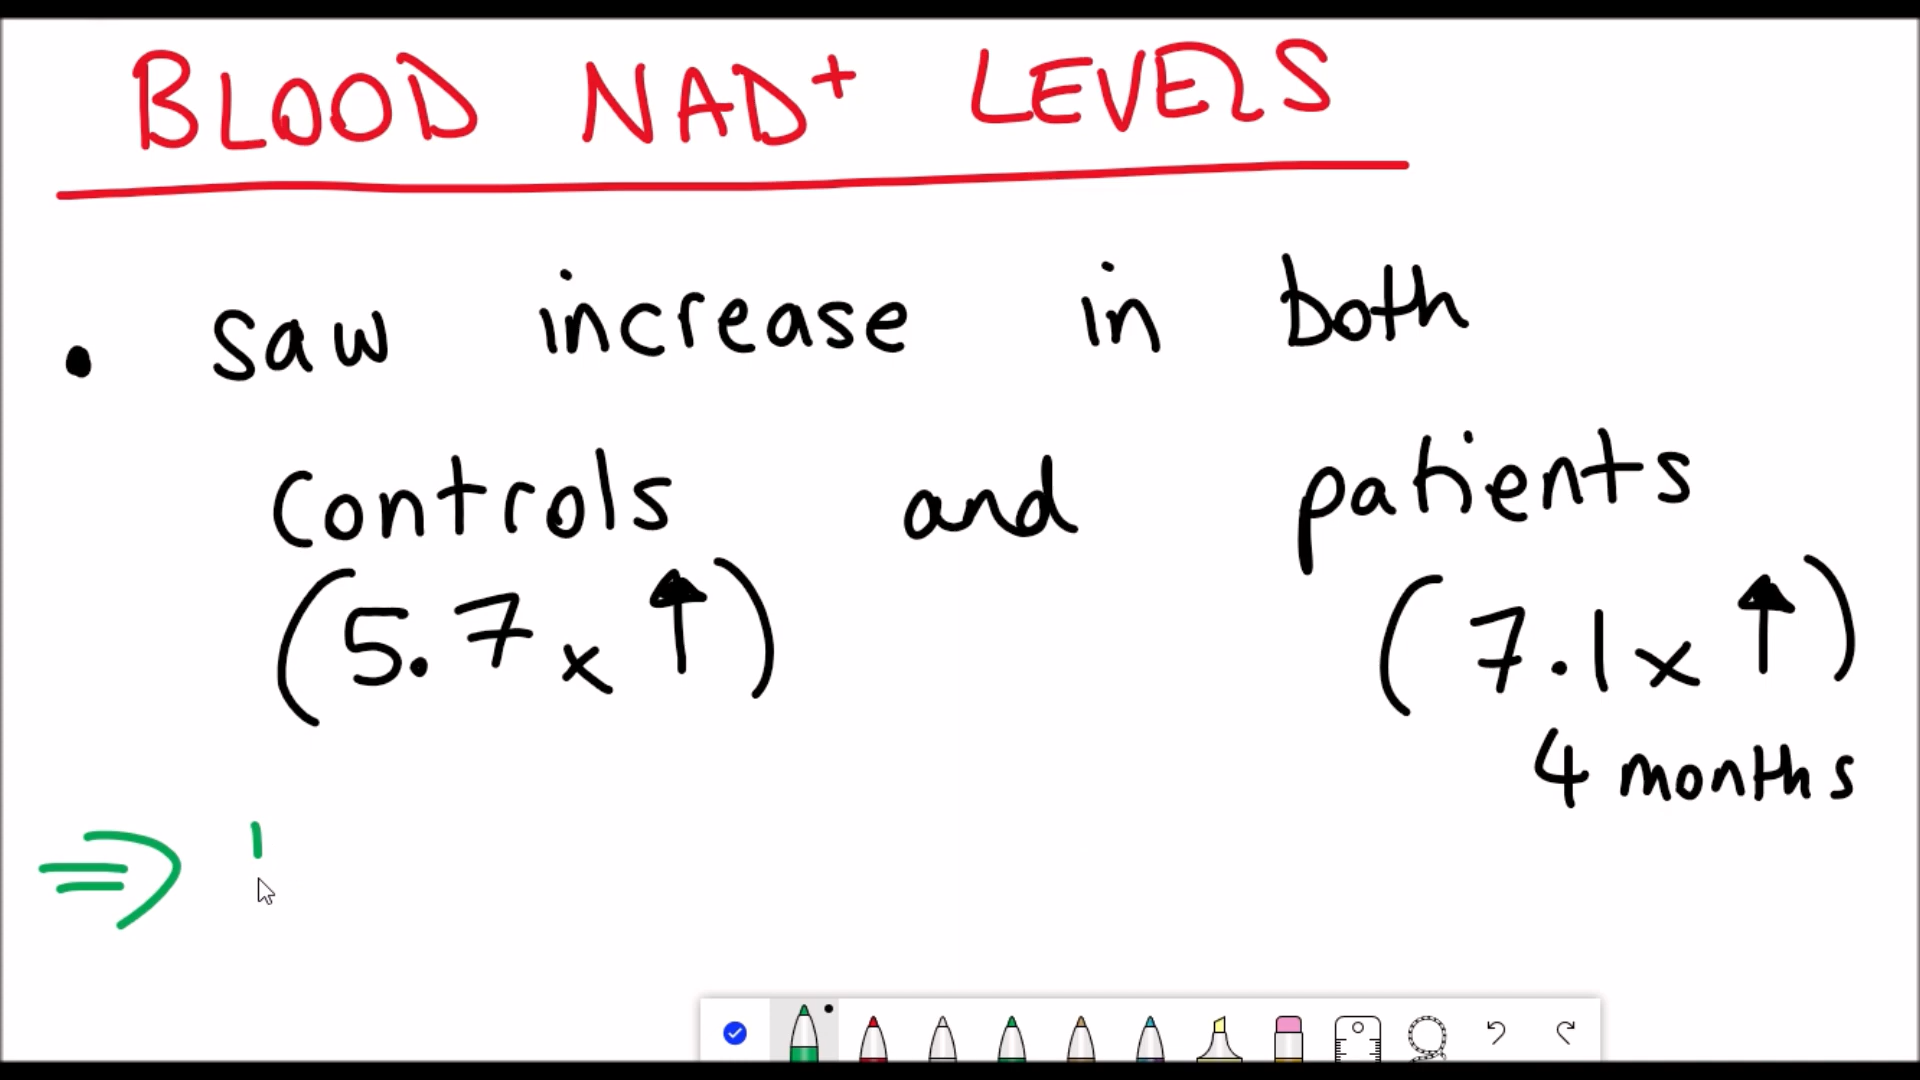 BLOOD NAD+ LEVELS
• saw increase in both
controls and patients
(5.7x↑) (7.1x↑)
4 months
⇒